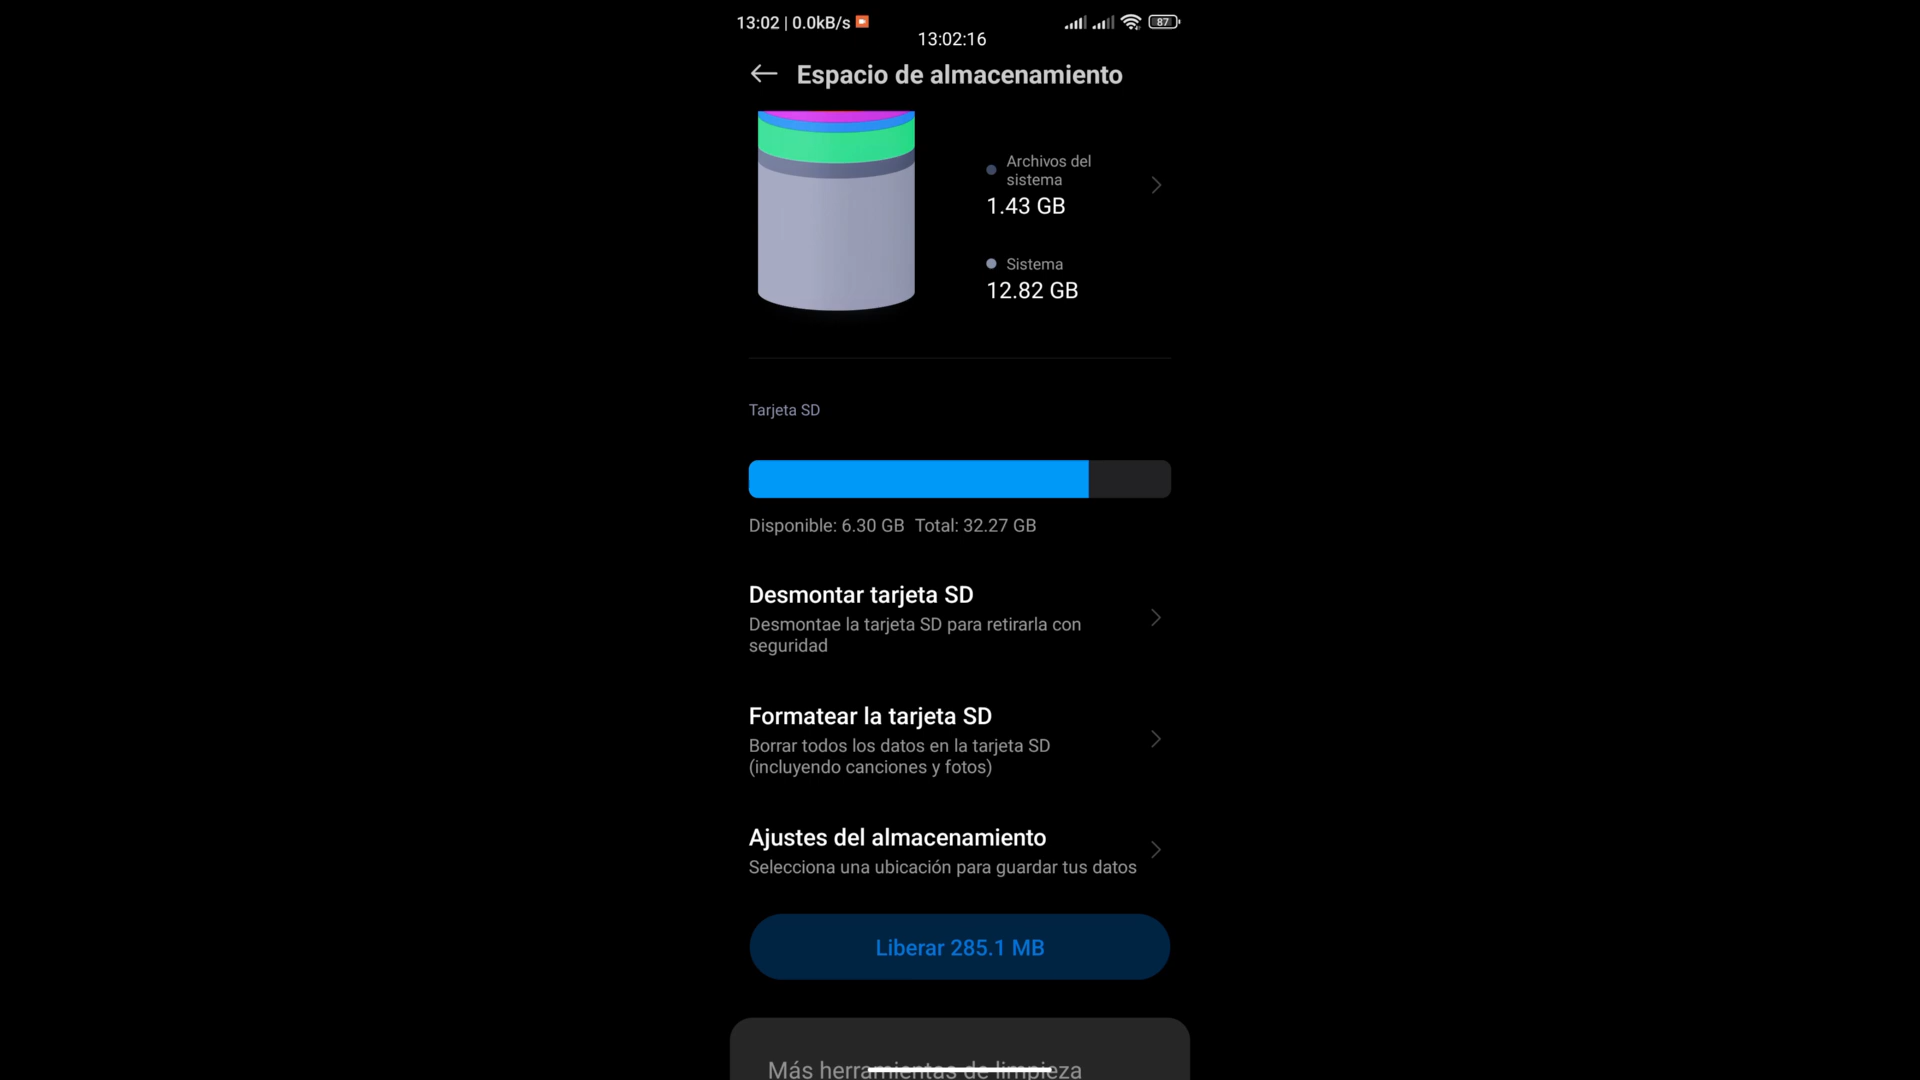 13:02 | 0.0kB/s
87
13:02:16
Espacio de almacenamiento
Archivos del
sistema
1.43 GB
Sistema
12.82 GB
Tarjeta SD
Disponible: 6.30 GB Total: 32.27 GB
Desmontar tarjeta SD
Desmontae la tarjeta SD para retirarla con
seguridad
Formatear la tarjeta SD
Borrar todos los datos en la tarjeta SD
(incluyendo canciones y fotos)
Ajustes del almacenamiento
Selecciona una ubicación para guardar tus datos
Liberar 285.1 MB
Más herramientas de limpieza